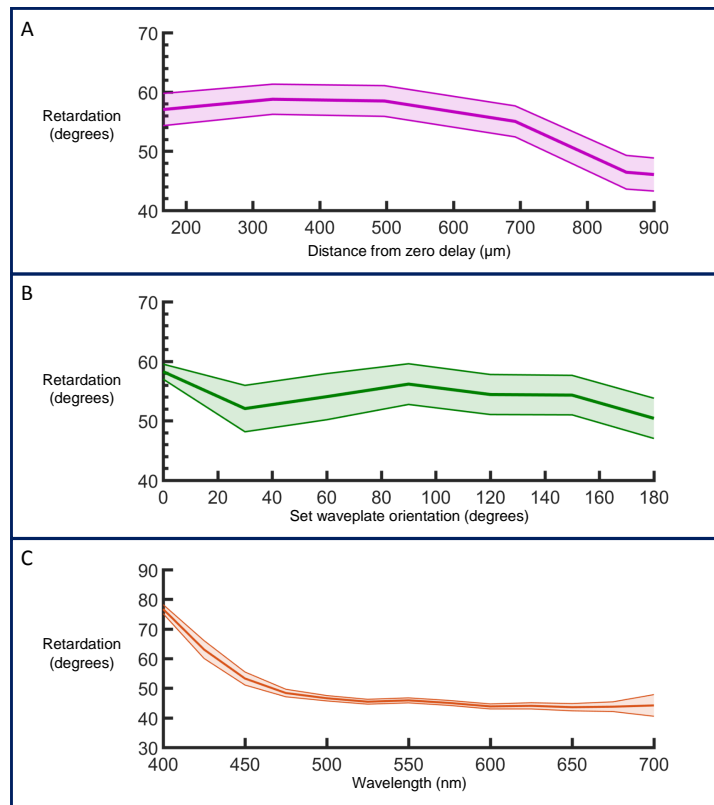 A
70
60
Retardation
(degrees)
50
40
200 300 400 500 600 700 800 900
Distance from zero delay (μm)
B
70
60
Retardation
(degrees)
50
40
0 20 40 60 80 100 120 140 160 180
Set waveplate orientation (degrees)
C
90
80
70
Retardation
(degrees)
60
50
40
30
400 450 500 550 600 650 700
Wavelength (nm)